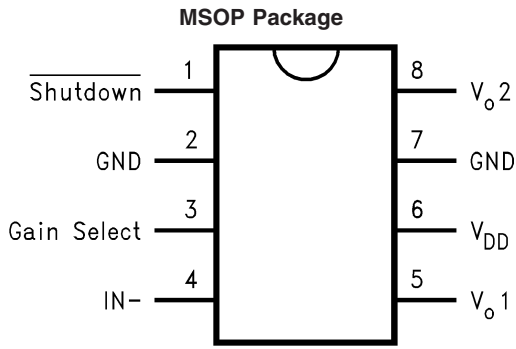 MSOP Package
Shutdown 1 8 Vo2
GND 2 7 GND
Gain Select 3 6 VDD
IN- 4 5 Vo1